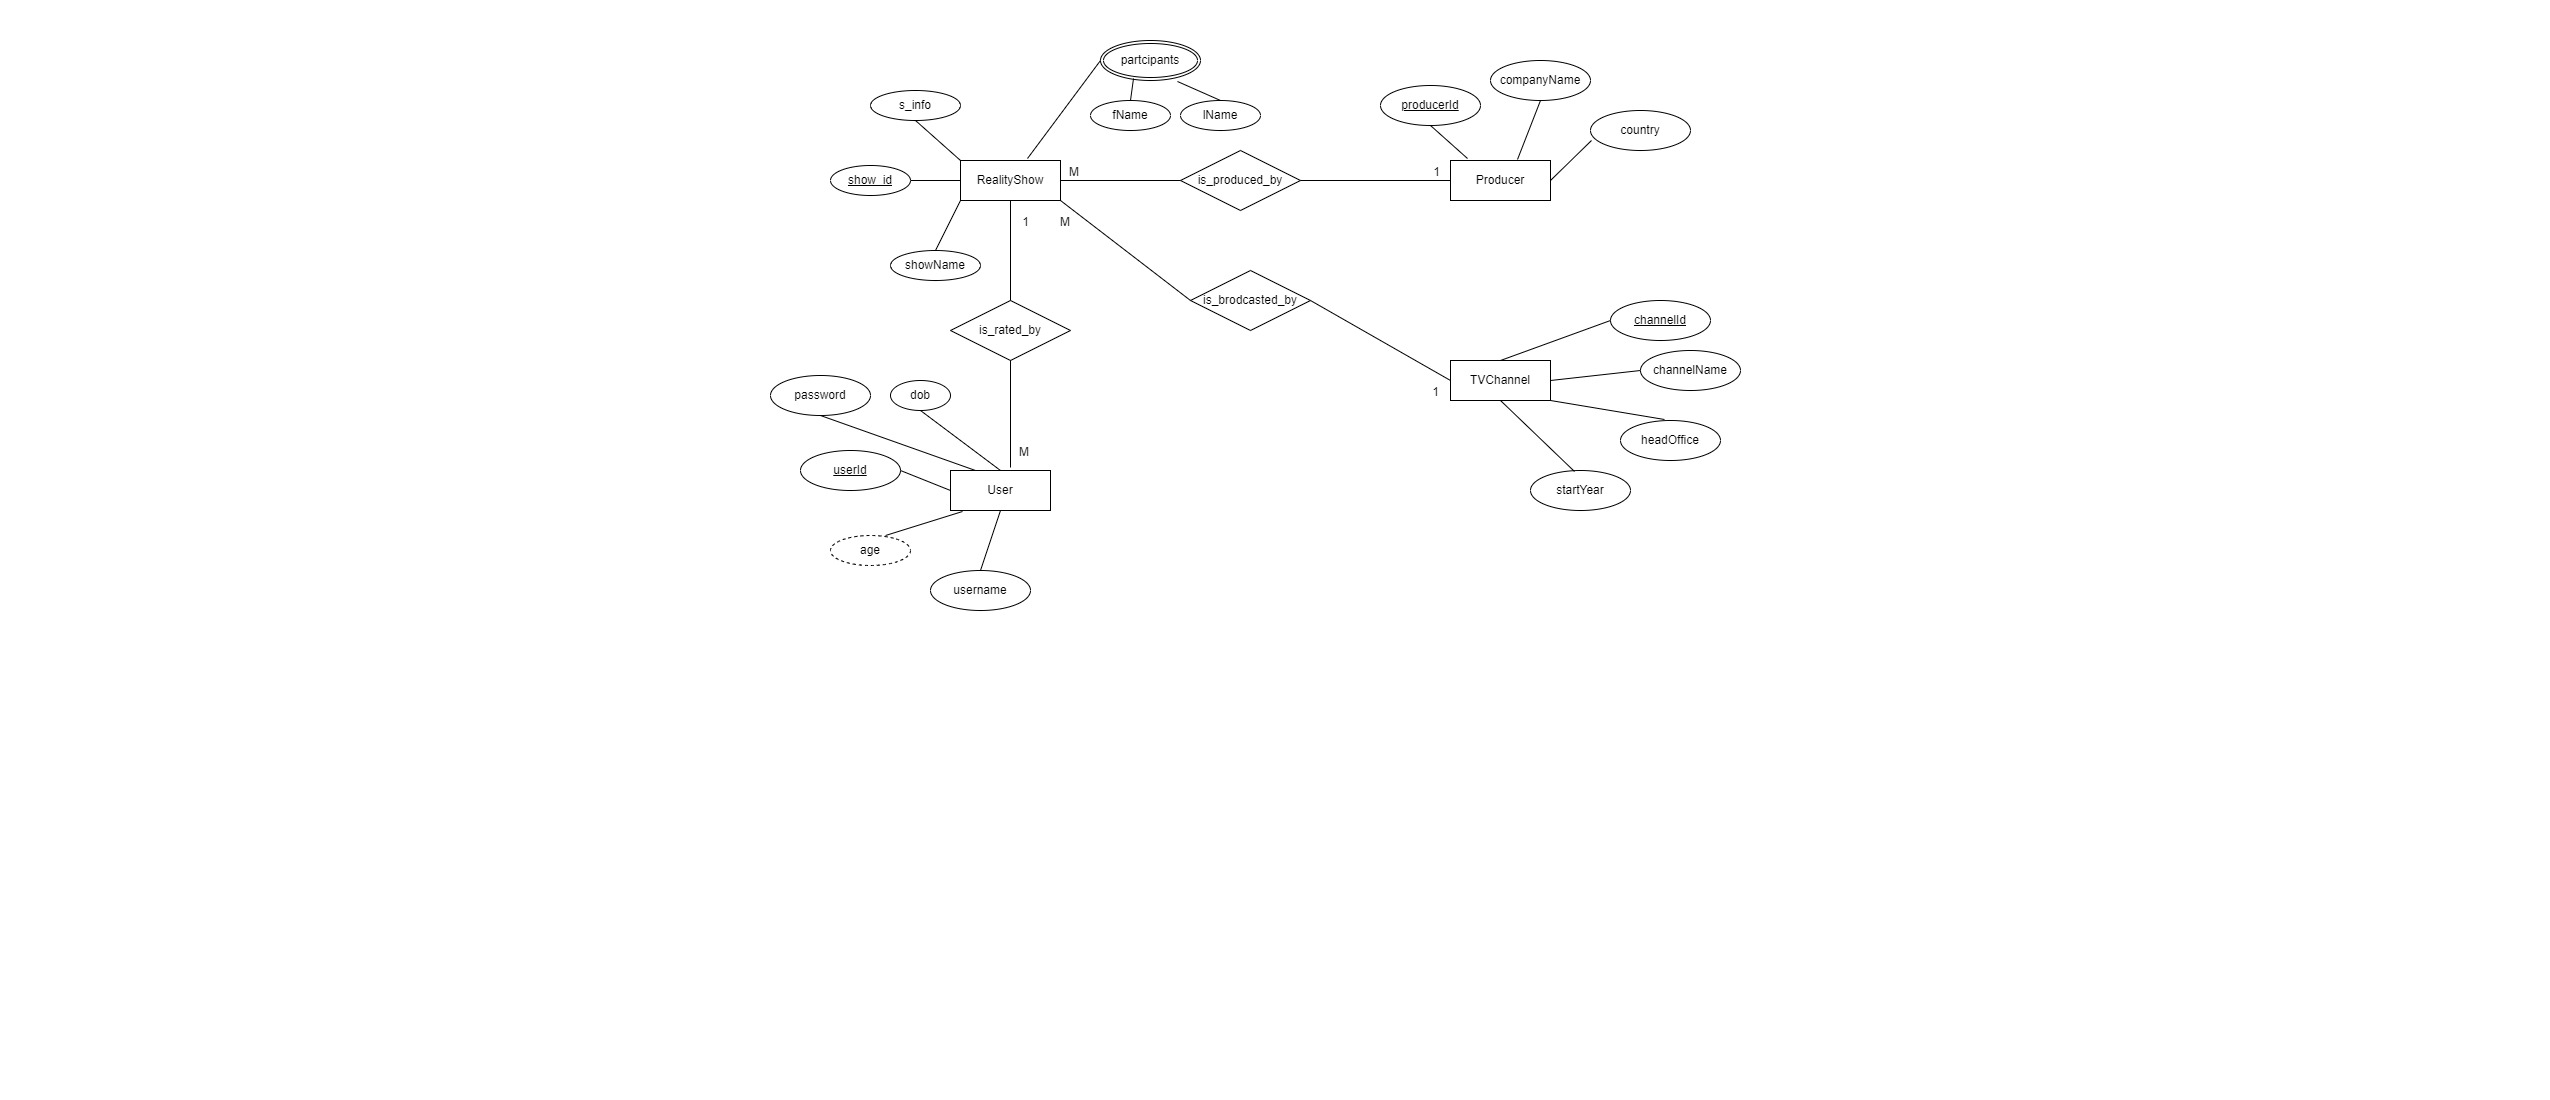 partcipants
companyName
s_info
producerId
fName
lName
country
M
1
show_id
RealityShow
is_produced_by
Producer
1
M
showName
is_brodcasted_by
channelId
is_rated_by
channelName
TVChannel
1
password
dob
headOffice
M
userId
User
startYear
age
username